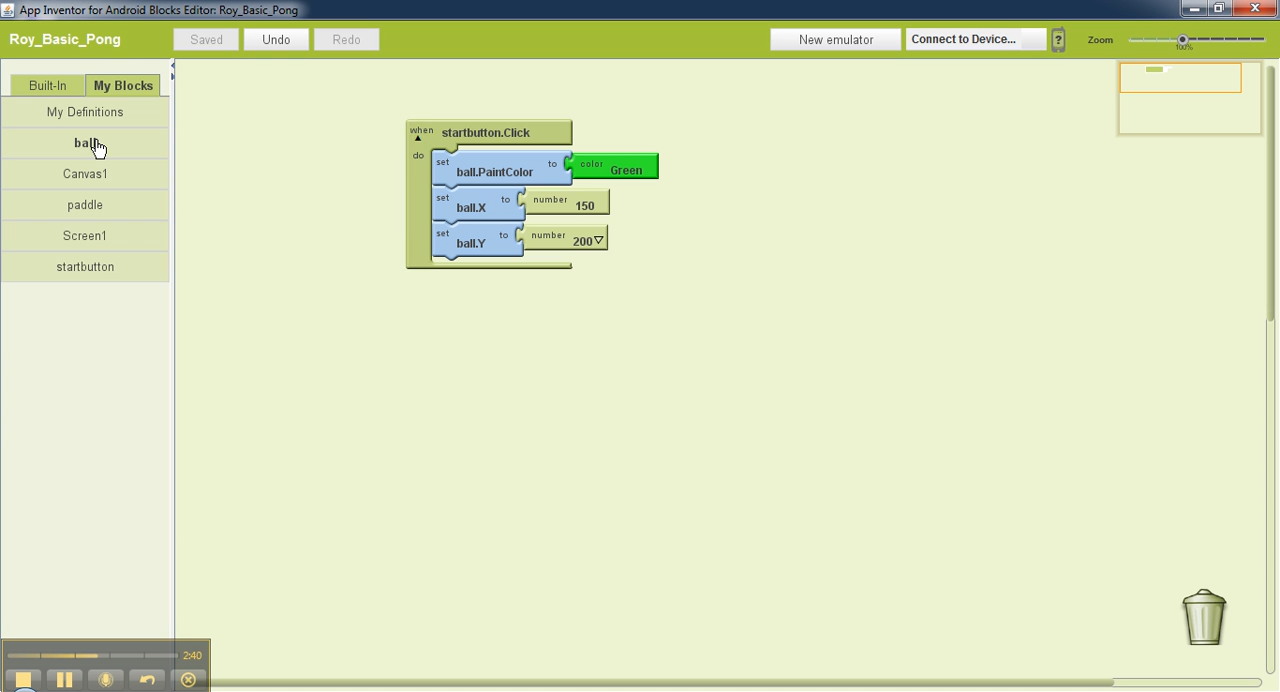 App Inventor for Android Blocks Editor: Roy_Basic_Pong
Roy_Basic_Pong Saved Undo Redo New emulator Connect to Device... ? Zoom
100%
Built-In My Blocks
My Definitions
ball
Canvas1
paddle
Screen1
startbutton
when startbutton.Click
do
set ball.PaintColor to color Green
set ball.X to number 150
set ball.Y to number 200
2:40